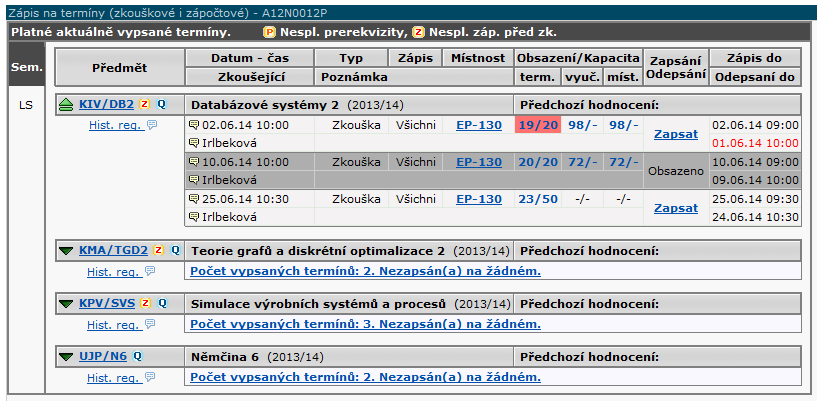 Zápis na termíny (zkouškové i zápočtové) - A12N0012P
Platné aktuálně vypsané termíny. P Nespl. prerekvizity, Z Nespl. záp. před zk.
Sem. Předmět Datum - čas Typ Zápis Místnost Obsazení/Kapacita Zapsání Odepsání Zápis do
Zkoušející Poznámka term. vyuč. míst. Odepsaní do
LS KIV/DB2 Z Q Databázové systémy 2 (2013/14) Předchozí hodnocení:
Hist. reg. 02.06.14 10:00 Zkouška Všichni EP-130 19/20 98/- 98/- Zapsat 02.06.14 09:00
Irlbeková 01.06.14 10:00
10.06.14 10:00 Zkouška Všichni EP-130 20/20 72/- 72/- Obsazeno 10.06.14 09:00
Irlbeková 09.06.14 10:00
25.06.14 10:30 Zkouška Všichni EP-130 23/50 -/- -/- Zapsat 25.06.14 09:30
Irlbeková 24.06.14 10:30
KMA/TGD2 Z Q Teorie grafů a diskrétní optimalizace 2 (2013/14) Předchozí hodnocení:
Hist. reg. Počet vypsaných termínů: 2. Nezapsán(a) na žádném.
KPV/SVS Z Q Simulace výrobních systémů a procesů (2013/14) Předchozí hodnocení:
Hist. reg. Počet vypsaných termínů: 3. Nezapsán(a) na žádném.
UJP/N6 Q Němčina 6 (2013/14) Předchozí hodnocení:
Hist. reg. Počet vypsaných termínů: 2. Nezapsán(a) na žádném.